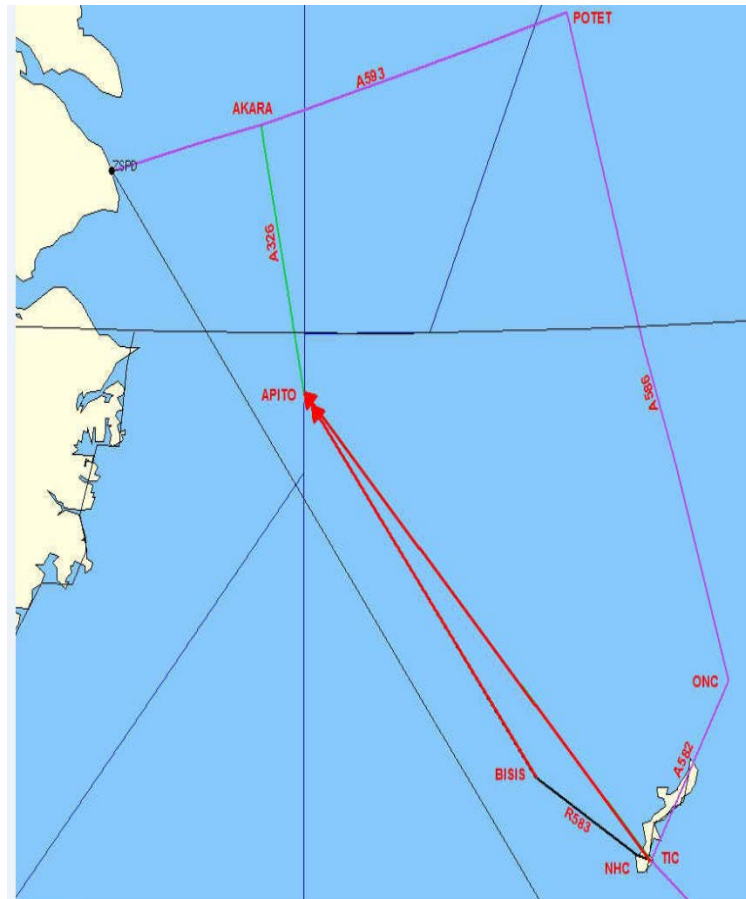 POTET
A593
AKARA
ZSPD
A326
APITO
A586
ONC
A582
BISIS
R583
NHC TIC